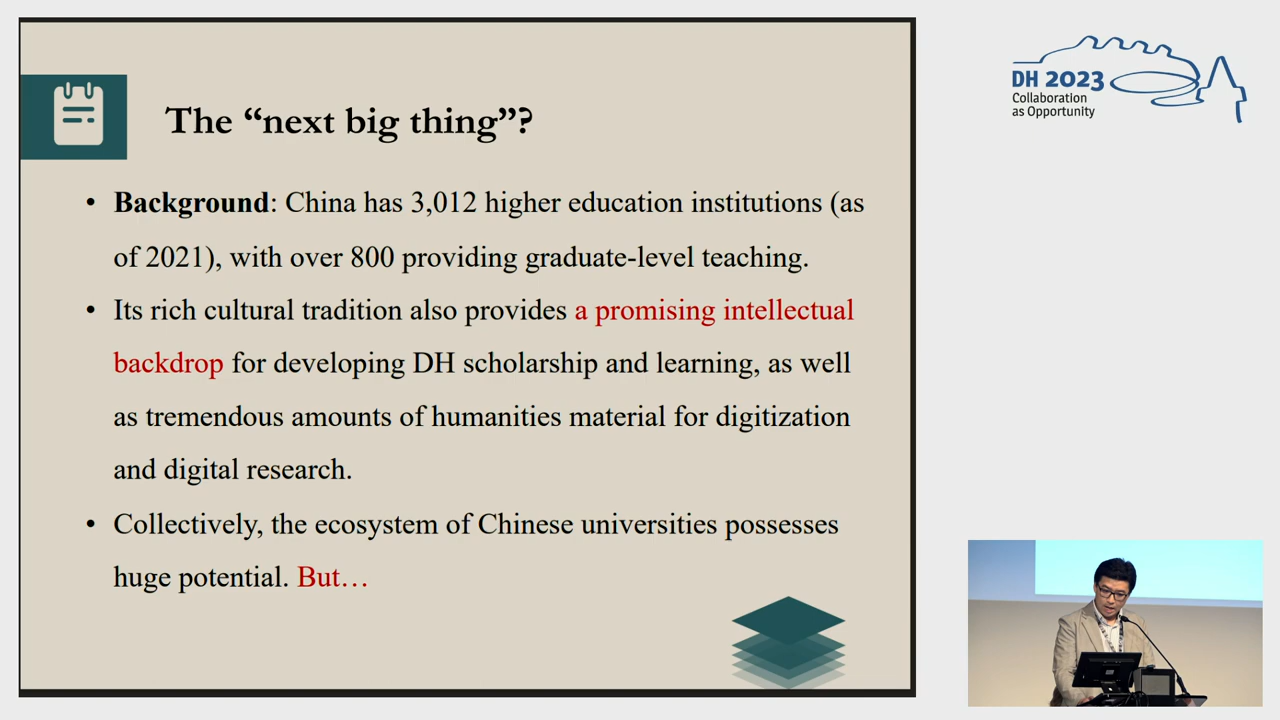 The “next big thing”?
• Background: China has 3,012 higher education institutions (as
of 2021), with over 800 providing graduate-level teaching.
• Its rich cultural tradition also provides a promising intellectual
backdrop for developing DH scholarship and learning, as well
as tremendous amounts of humanities material for digitization
and digital research.
• Collectively, the ecosystem of Chinese universities possesses
huge potential. But…
DH 2023
Collaboration
as Opportunity